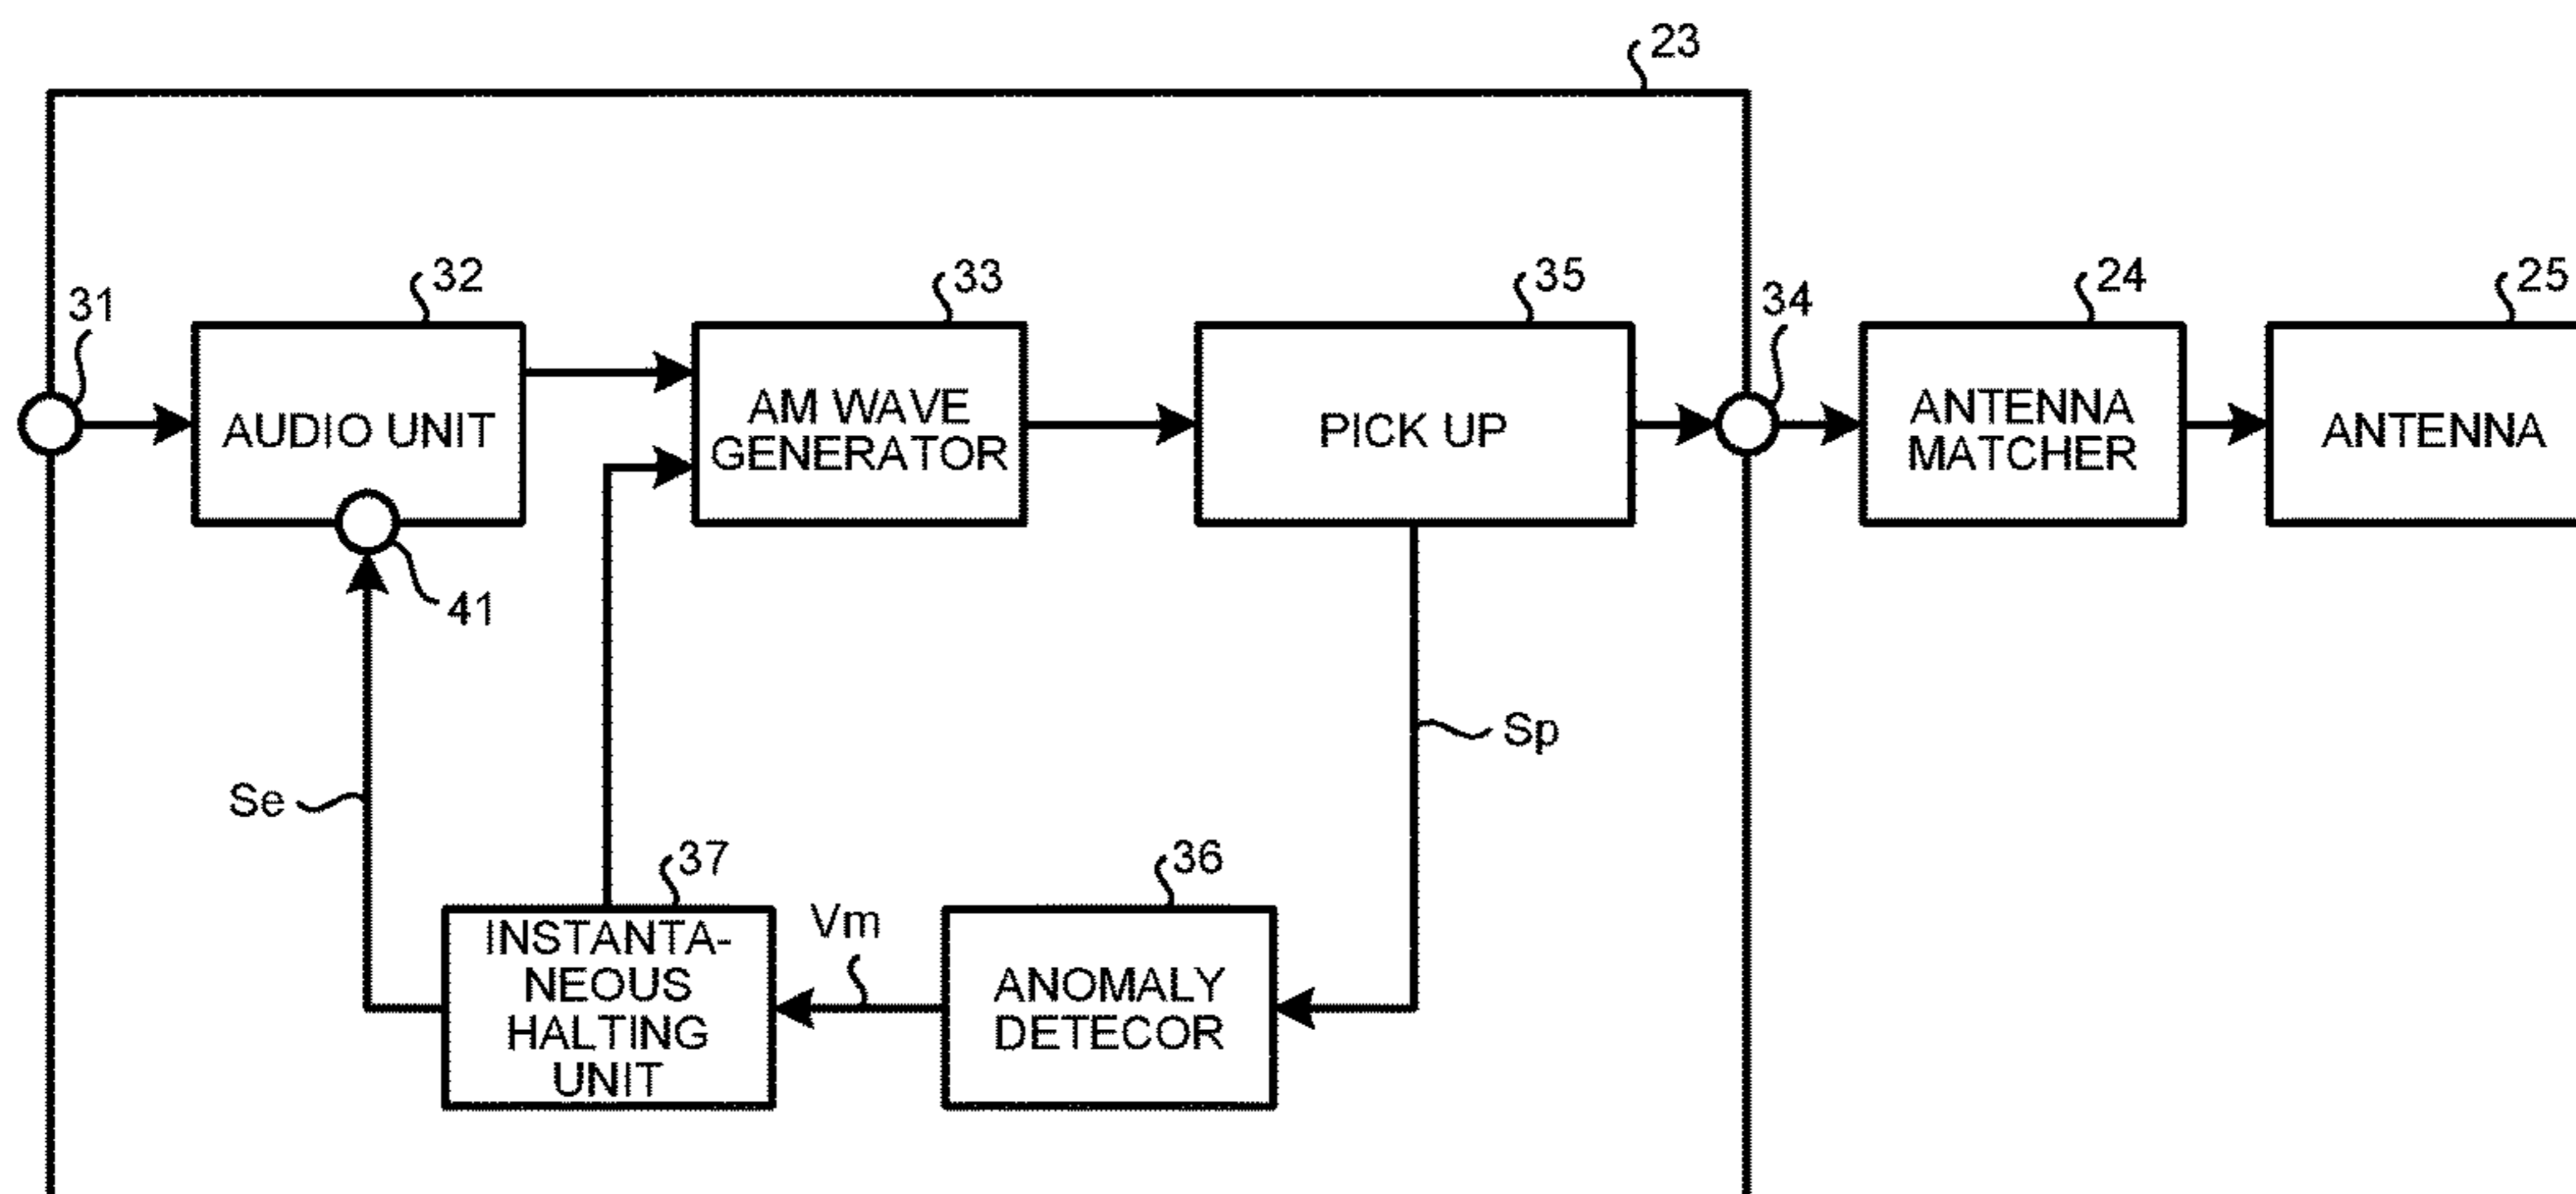 23
31
32
33
35
34
24
25
AUDIO UNIT
AM WAVE
GENERATOR
PICK UP
ANTENNA
MATCHER
ANTENNA
41
Sp
Se
37
36
Vm
INSTANTA-
NEOUS
HALTING
UNIT
ANOMALY
DETECOR